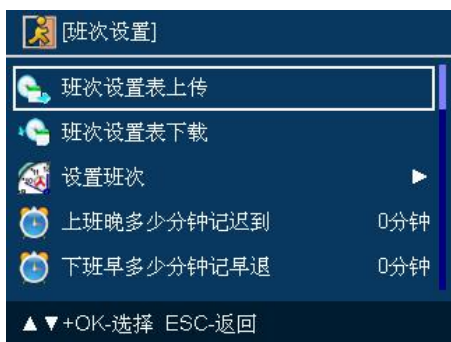 [班次设置]
班次设置表上传
班次设置表下载
设置班次 ▶
上班晚多少分钟记迟到 0分钟
下班早多少分钟记早退 0分钟
▲▼+OK-选择 ESC-返回